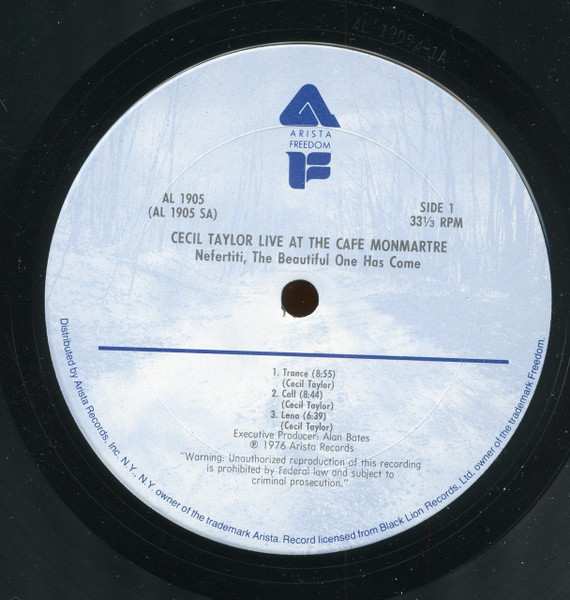 AL 1905A-1A
ARISTA
FREEDOM
AL 1905
(AL 1905 SA)
SIDE 1
33⅓ RPM
CECIL TAYLOR LIVE AT THE CAFE MONMARTRE
Nefertiti, The Beautiful One Has Come
1. Trance (8:55)
(Cecil Taylor)
2. Call (8:44)
(Cecil Taylor)
3. Lena (6:39)
(Cecil Taylor)
Executive Producer: Alan Bates
℗ 1976 Arista Records
"Warning: Unauthorized reproduction of this recording
is prohibited by Federal law and subject to
criminal prosecution."
Distributed by Arista Records, Inc. N.Y., N.Y. owner of the trademark Arista. Record licensed from Black Lion Records, Ltd. owner of the trademark Freedom.